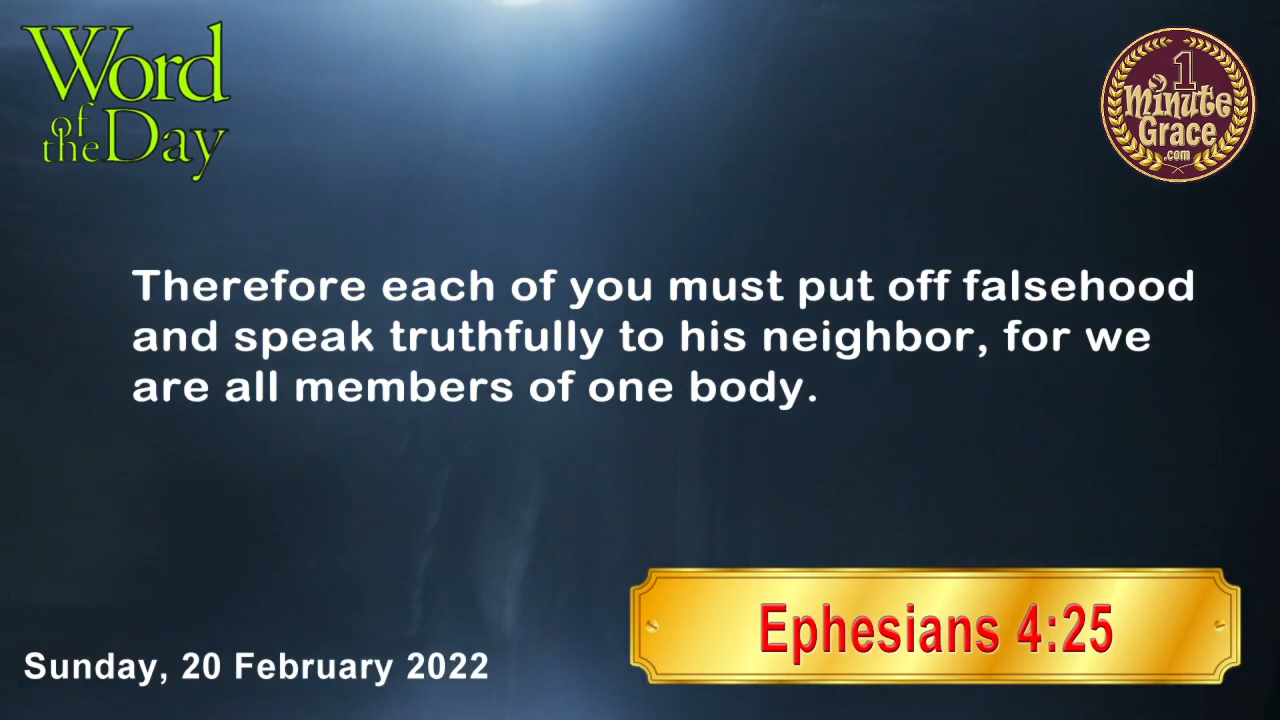 Word
of
the Day
1
Minute
Grace
.com
Therefore each of you must put off falsehood
and speak truthfully to his neighbor, for we
are all members of one body.
Ephesians 4:25
Sunday, 20 February 2022